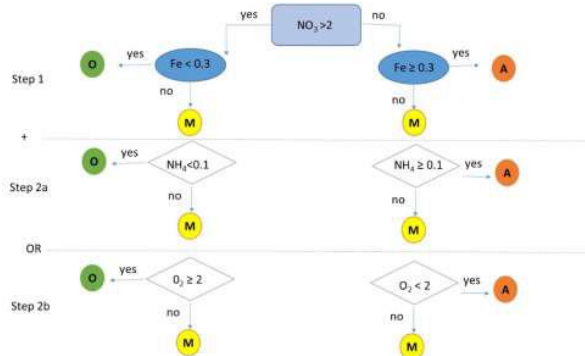 NO3 >2
yes
no
Step 1
O
yes
Fe < 0.3
Fe ≥ 0.3
yes
A
no
no
M
M
+
Step 2a
O
yes
NH4<0.1
NH4 ≥ 0.1
yes
A
no
no
M
M
OR
Step 2b
O
yes
02 ≥ 2
O2 < 2
yes
A
no
no
M
M